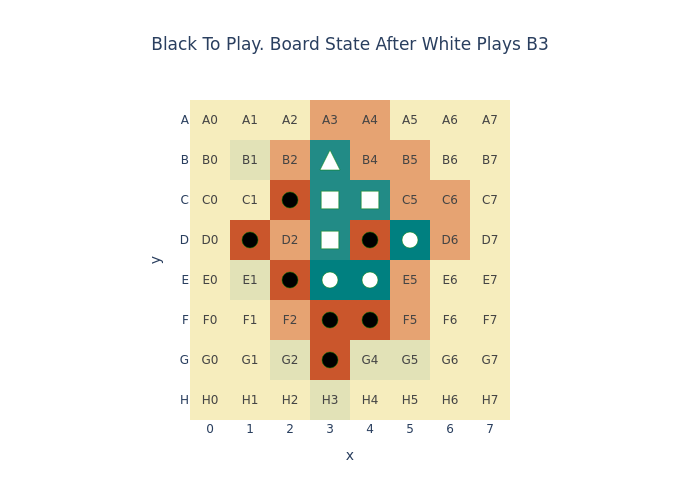 Black To Play. Board State After White Plays B3
A A0 A1 A2 A3 A4 A5 A6 A7
B B0 B1 B2 B4 B5 B6 B7
C C0 C1 C5 C6 C7
D D0 D2 D6 D7
E E0 E1 E5 E6 E7
F F0 F1 F2 F5 F6 F7
G G0 G1 G2 G4 G5 G6 G7
H H0 H1 H2 H3 H4 H5 H6 H7
0 1 2 3 4 5 6 7
x
y